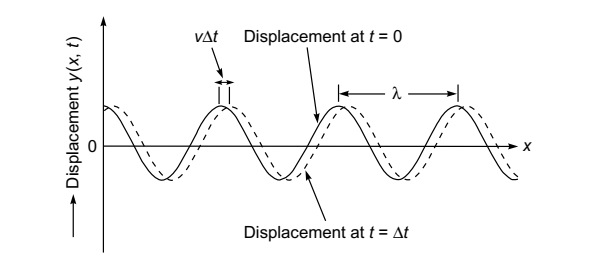 vΔt
Displacement at t = 0
λ
Displacement y(x, t)
0
x
Displacement at t = Δt